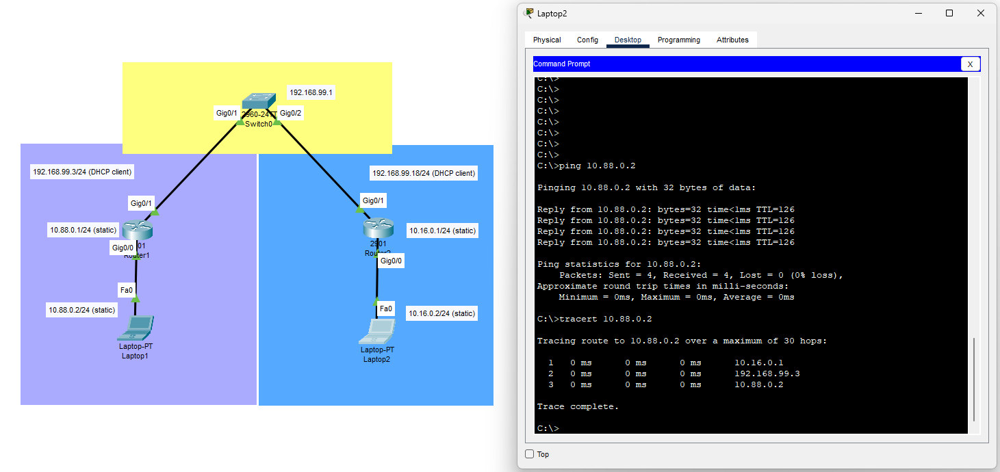 192.168.99.1
Gig0/1
Gig0/2
Switch0
192.168.99.3/24 (DHCP client)
192.168.99.18/24 (DHCP client)
Gig0/1
Gig0/1
10.88.0.1/24 (static)
01
Gig0/0
Router1
10.16.0.1/24 (static)
2901
Gig0/0
Fa0
10.88.0.2/24 (static)
Laptop-PT
Laptop1
Fa0
10.16.0.2/24 (static)
Laptop-PT
Laptop2
Laptop2
Physical Config Desktop Programming Attributes
Command Prompt
X
C:\>
C:\>
C:\>
C:\>
C:\>
C:\>
C:\>
C:\>
C:\>ping 10.88.0.2
Pinging 10.88.0.2 with 32 bytes of data:
Reply from 10.88.0.2: bytes=32 time<1ms TTL=126
Reply from 10.88.0.2: bytes=32 time<1ms TTL=126
Reply from 10.88.0.2: bytes=32 time<1ms TTL=126
Reply from 10.88.0.2: bytes=32 time<1ms TTL=126
Ping statistics for 10.88.0.2:
Packets: Sent = 4, Received = 4, Lost = 0 (0% loss),
Approximate round trip times in milli-seconds:
Minimum = 0ms, Maximum = 0ms, Average = 0ms
C:\>tracert 10.88.0.2
Tracing route to 10.88.0.2 over a maximum of 30 hops:
1 0 ms 0 ms 0 ms 10.16.0.1
2 0 ms 0 ms 0 ms 192.168.99.3
3 0 ms 0 ms 0 ms 10.88.0.2
Trace complete.
C:\>
Top